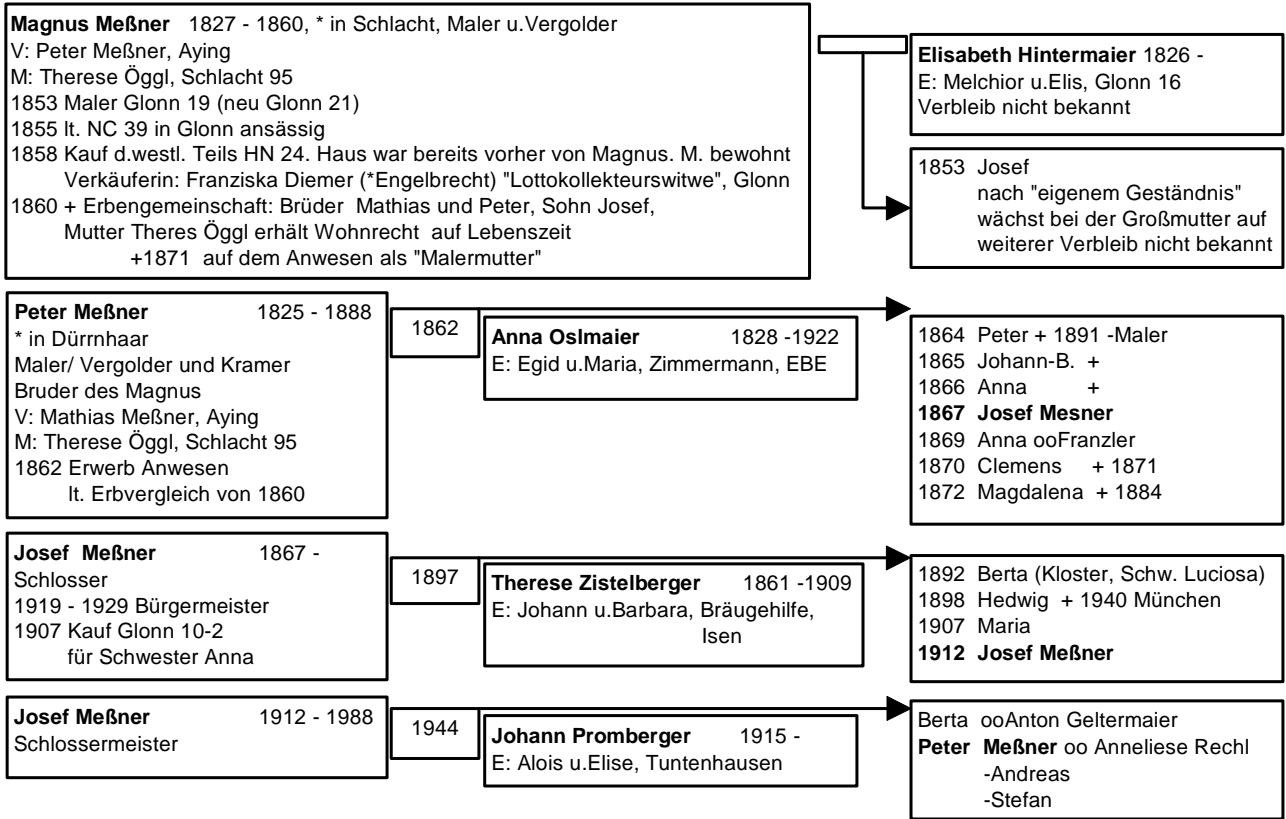 Magnus Meßner 1827 - 1860, * in Schlacht, Maler u.Vergolder
V: Peter Meßner, Aying
M: Therese Öggl, Schlacht 95
1853 Maler Glonn 19 (neu Glonn 21)
1855 lt. NC 39 in Glonn ansässig
1858 Kauf d.westl. Teils HN 24. Haus war bereits vorher von Magnus. M. bewohnt
Verkäuferin: Franziska Diemer (*Engelbrecht) "Lottokollekteurswitwe", Glonn
1860 + Erbengemeinschaft: Brüder Mathias und Peter, Sohn Josef,
Mutter Theres Öggl erhält Wohnrecht auf Lebenszeit
+1871 auf dem Anwesen als "Malermutter"
Elisabeth Hintermaier 1826 -
E: Melchior u.Elis, Glonn 16
Verbleib nicht bekannt
1853 Josef
nach "eigenem Geständnis"
wächst bei der Großmutter auf
weiterer Verbleib nicht bekannt
Peter Meßner 1825 - 1888
* in Dürrnhaar
Maler/ Vergolder und Kramer
Bruder des Magnus
V: Mathias Meßner, Aying
M: Therese Öggl, Schlacht 95
1862 Erwerb Anwesen
lt. Erbvergleich von 1860
1862
Anna Oslmaier 1828 -1922
E: Egid u.Maria, Zimmermann, EBE
1864 Peter + 1891 -Maler
1865 Johann-B. +
1866 Anna +
1867 Josef Mesner
1869 Anna ooFranzler
1870 Clemens + 1871
1872 Magdalena + 1884
Josef Meßner 1867 -
Schlosser
1919 - 1929 Bürgermeister
1907 Kauf Glonn 10-2
für Schwester Anna
1897
Therese Zistelberger 1861 -1909
E: Johann u.Barbara, Bräugehilfe,
Isen
1892 Berta (Kloster, Schw. Luciosa)
1898 Hedwig + 1940 München
1907 Maria
1912 Josef Meßner
Josef Meßner 1912 - 1988
Schlossermeister
1944
Johann Promberger 1915 -
E: Alois u.Elise, Tuntenhausen
Berta ooAnton Geltermaier
Peter Meßner oo Anneliese Rechl
-Andreas
-Stefan